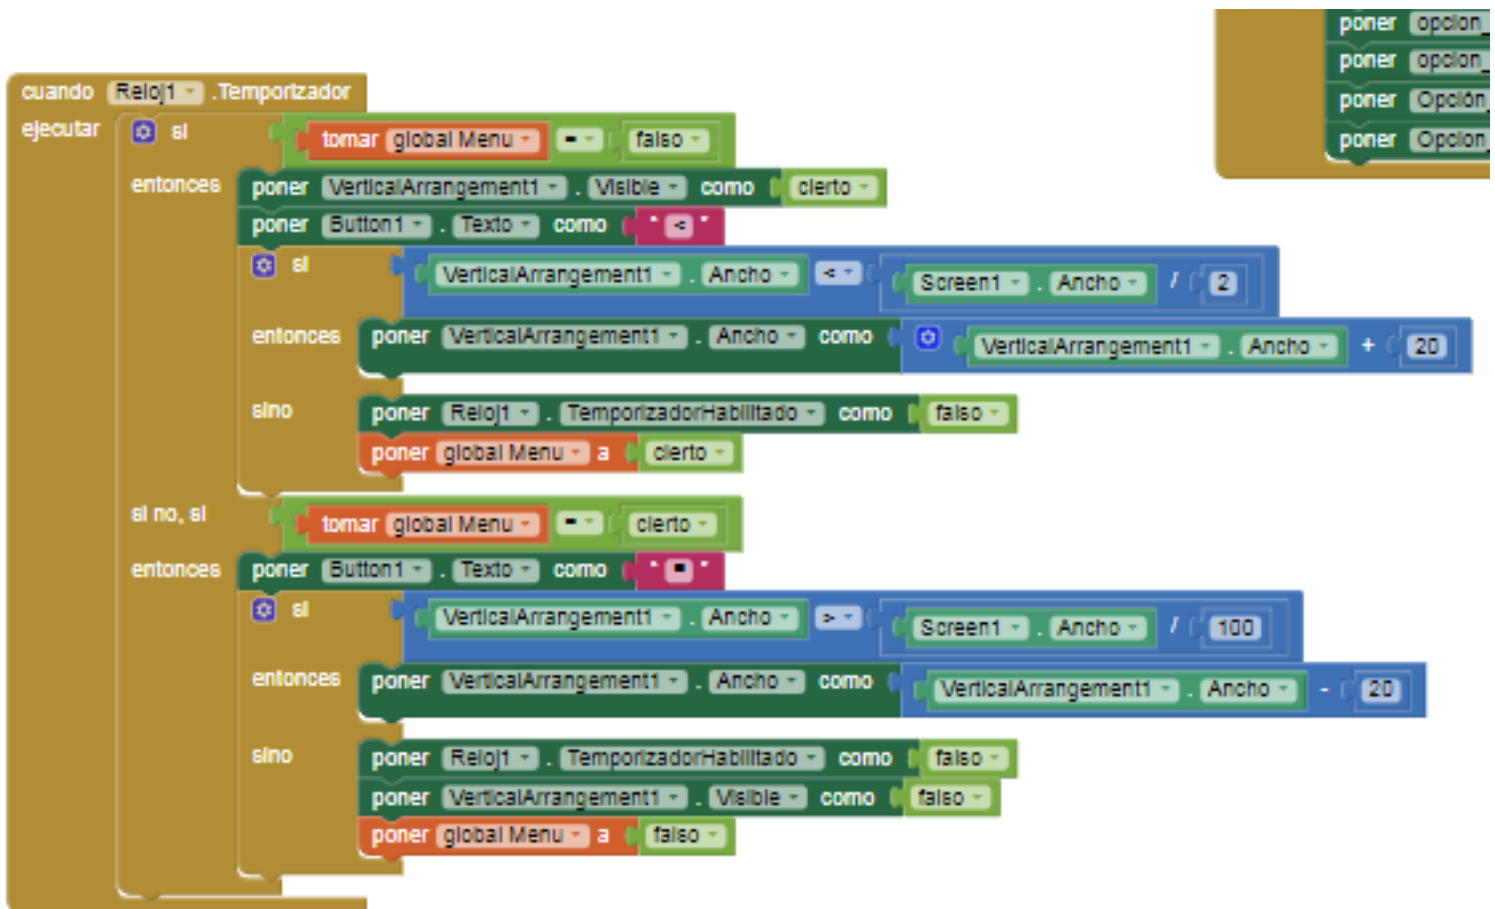 poner opcion_
poner opcion_
poner Opción_
poner Opcion_
cuando Reloj1 .Temporizador
ejecutar si tomar global Menu = falso
entonces poner VerticalArrangement1 . Visible como cierto
poner Button1 . Texto como " < "
si VerticalArrangement1 . Ancho < Screen1 . Ancho / 2
entonces poner VerticalArrangement1 . Ancho como VerticalArrangement1 . Ancho + 20
sino poner Reloj1 . TemporizadorHabilitado como falso
poner global Menu a cierto
si no, si tomar global Menu = cierto
entonces poner Button1 . Texto como " ≡ "
si VerticalArrangement1 . Ancho > Screen1 . Ancho / 100
entonces poner VerticalArrangement1 . Ancho como VerticalArrangement1 . Ancho - 20
sino poner Reloj1 . TemporizadorHabilitado como falso
poner VerticalArrangement1 . Visible como falso
poner global Menu a falso